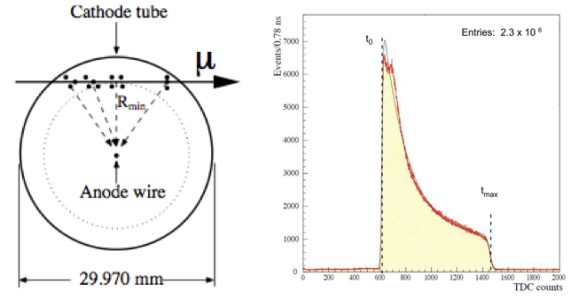 Cathode tube
μ
R min
Anode wire
29.970 mm
Events/0.78 ns
7000
6000
5000
4000
3000
2000
1000
0
t0
Entries: 2.3 x 10 6
tmax
0 200 400 600 800 1000 1200 1400 1600 1800 2000
TDC counts